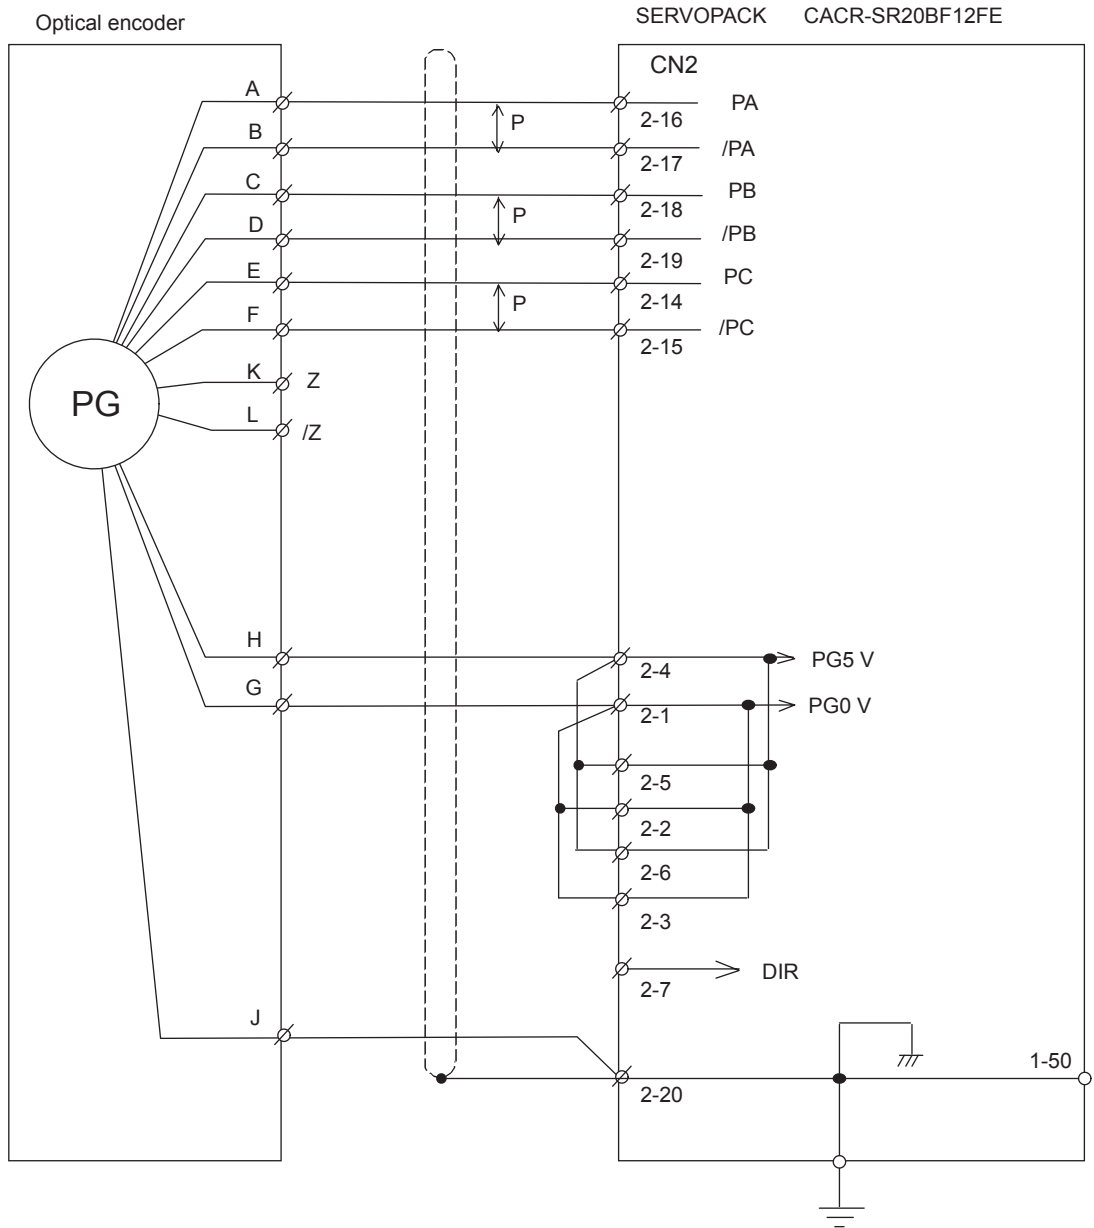 SERVOPACK CACR-SR20BF12FE
Optical encoder
CN2
A
PA
2-16
P
B
/PA
2-17
C
PB
2-18
P
D
/PB
2-19
E
PC
2-14
P
F
/PC
2-15
K
Z
PG
L
/Z
H
PG5 V
2-4
G
PG0 V
2-1
2-5
2-2
2-6
2-3
DIR
2-7
J
1-50
2-20